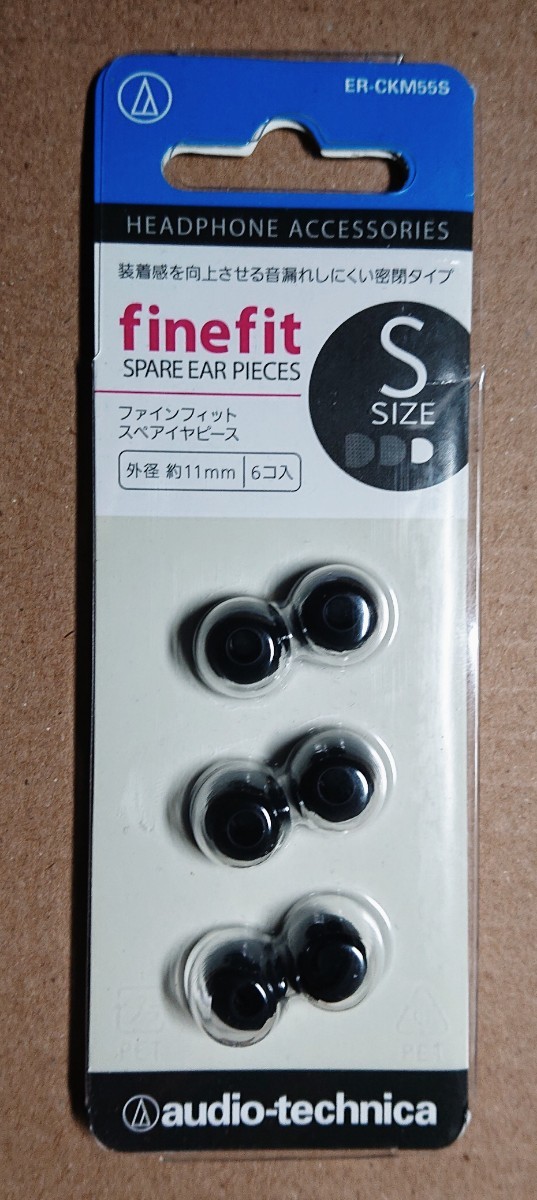 ER-CKM55S
HEADPHONE ACCESSORIES
装着感を向上させる音漏れしにくい密閉タイプ
finefit
SPARE EAR PIECES
S
SIZE
ファインフィット
スペアイヤピース
外径 約11mm 6コ入
PET
PET
audio-technica